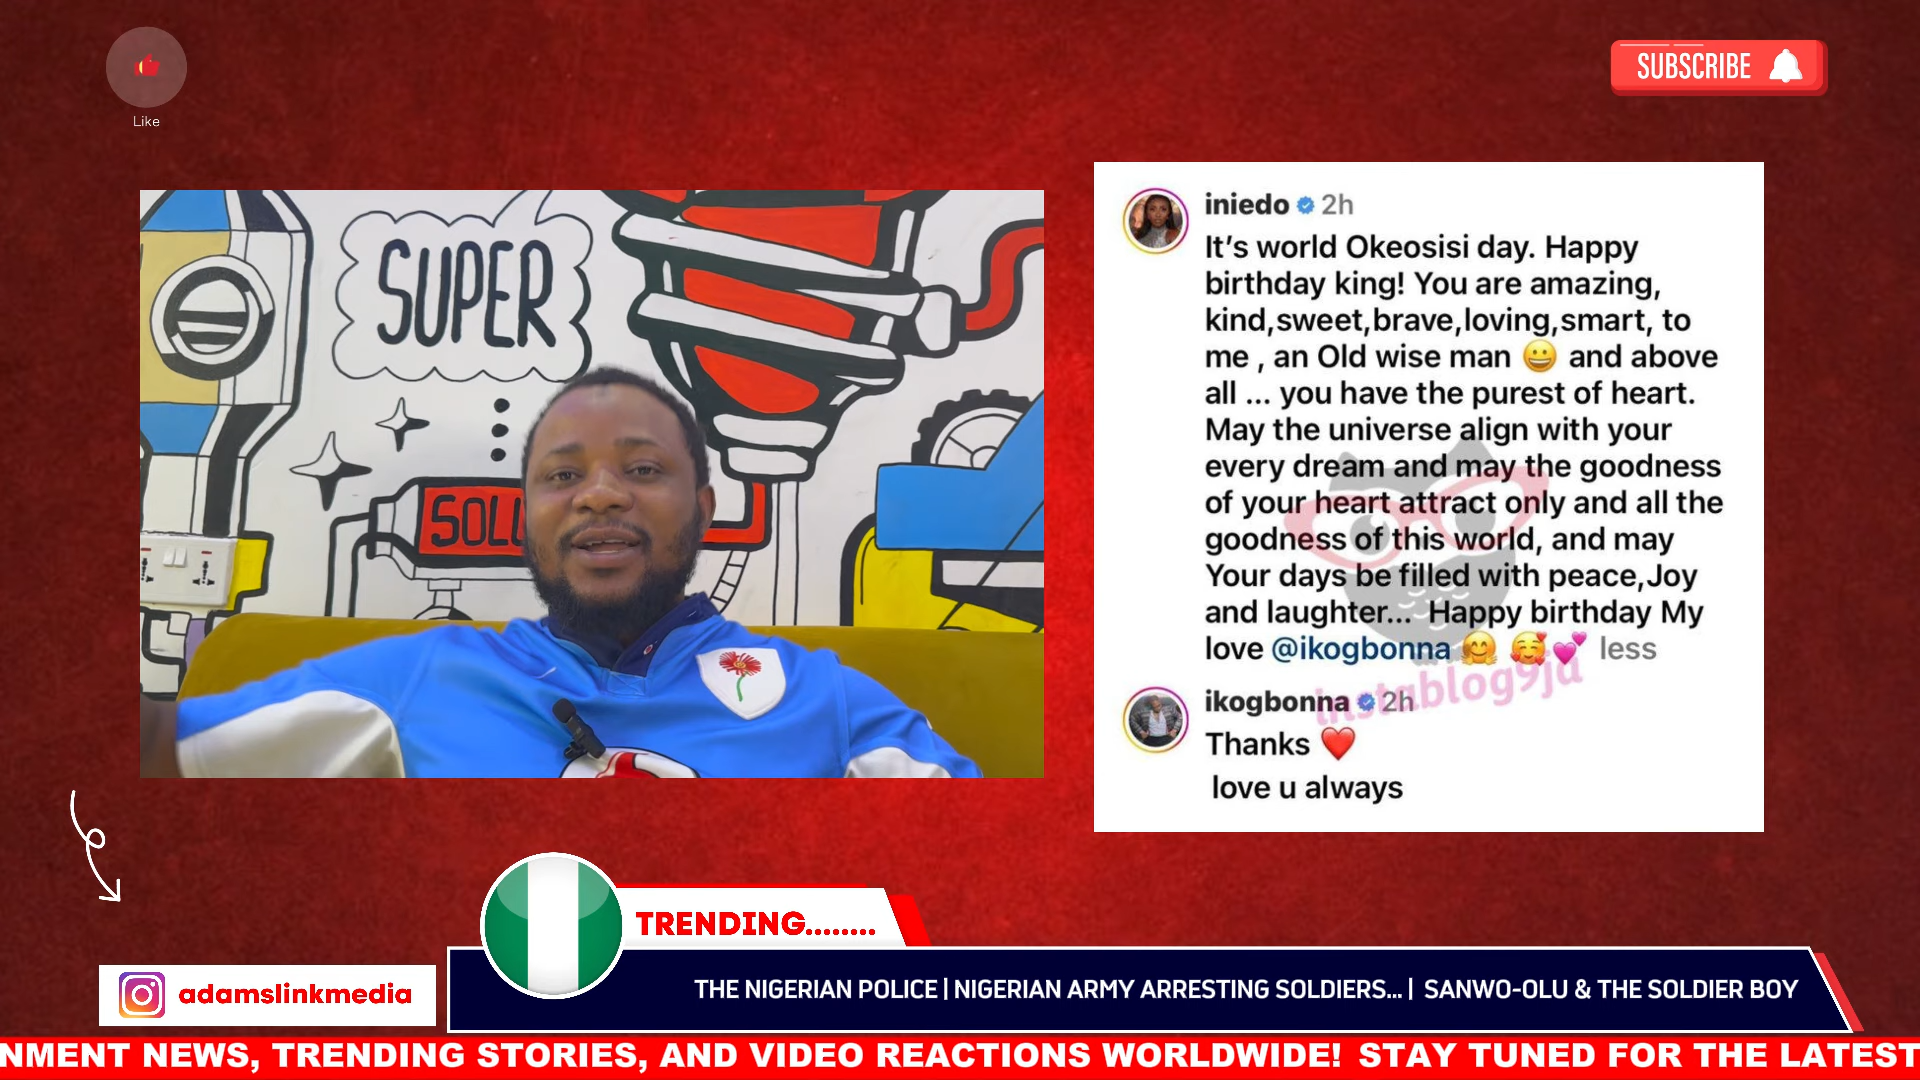 Like
SUBSCRIBE
SUPER
SOLU
iniedo 2h
It's world Okeosisi day. Happy
birthday king! You are amazing,
kind,sweet,brave,loving,smart, to
me , an Old wise man 😀 and above
all ... you have the purest of heart.
May the universe align with your
every dream and may the goodness
of your heart attract only and all the
goodness of this world, and may
Your days be filled with peace,Joy
and laughter... Happy birthday My
love @ikogbonna 🤗 🥰💕 less
instablog9ja
ikogbonna 2h
Thanks ❤️
love u always
TRENDING........
adamslinkmedia
THE NIGERIAN POLICE | NIGERIAN ARMY ARRESTING SOLDIERS... | SANWO-OLU & THE SOLDIER BOY
NMENT NEWS, TRENDING STORIES, AND VIDEO REACTIONS WORLDWIDE! STAY TUNED FOR THE LATEST